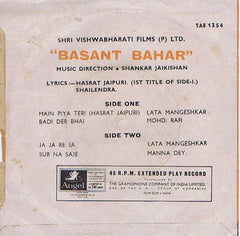 TAE 1354
SHRI VISHWABHARATI FILMS (P) LTD.
"BASANT BAHAR"
MUSIC DIRECTION ★ SHANKAR JAIKISHAN
LYRICS :— HASRAT JAIPURI. (1ST TITLE OF SIDE-I.)
SHAILENDRA.
SIDE ONE
MAIN PIYA TERI (HASRAT JAIPURI) LATA MANGESHKAR
BADI DER BHAI MOHD. RAFI
SIDE TWO
JA JA RE JA LATA MANGESHKAR
SUR NA SAJE MANNA DEY.
Angel
45 R.P.M. EXTENDED PLAY RECORD
THE GRAMOPHONE COMPANY OF INDIA LIMITED